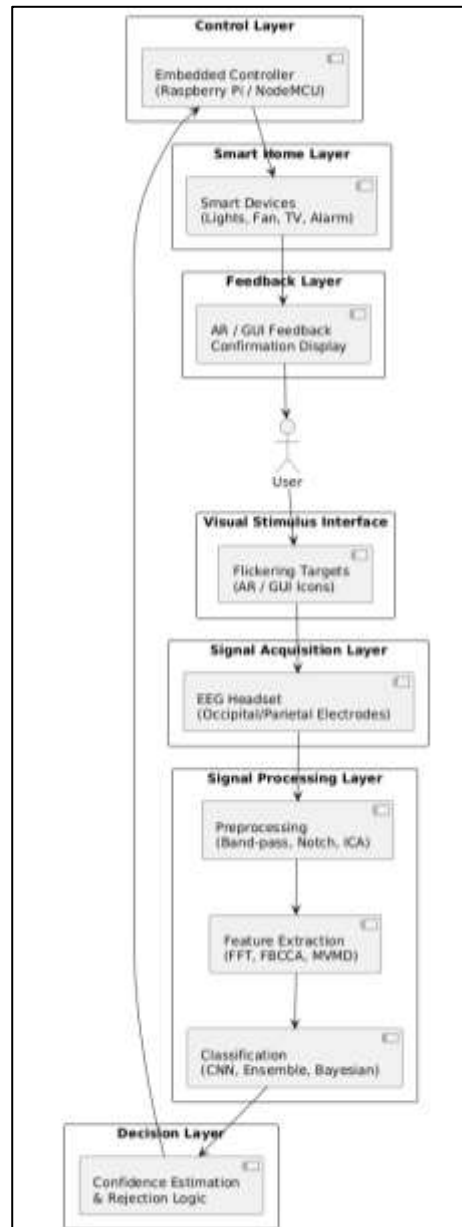 Control Layer
Embedded Controller
(Raspberry Pi / NodeMCU)
Smart Home Layer
Smart Devices
(Lights, Fan, TV, Alarm)
Feedback Layer
AR / GUI Feedback
Confirmation Display
User
Visual Stimulus Interface
Flickering Targets
(AR / GUI Icons)
Signal Acquisition Layer
EEG Headset
(Occipital/Parietal Electrodes)
Signal Processing Layer
Preprocessing
(Band-pass, Notch, ICA)
Feature Extraction
(FFT, FBCCA, MVMD)
Classification
(CNN, Ensemble, Bayesian)
Decision Layer
Confidence Estimation
& Rejection Logic